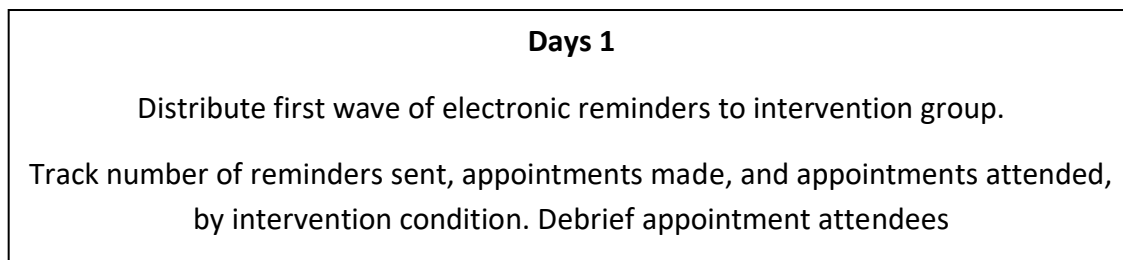 Days 1
Distribute first wave of electronic reminders to intervention group.
Track number of reminders sent, appointments made, and appointments attended,
by intervention condition. Debrief appointment attendees